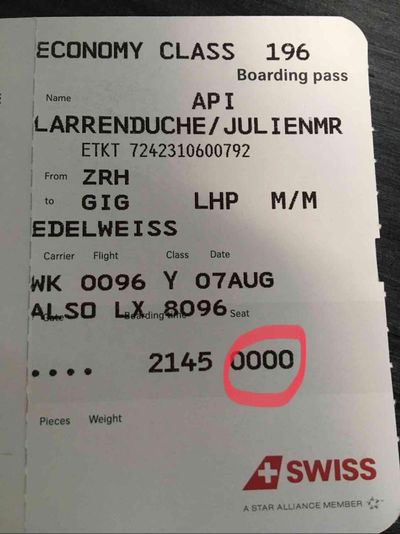 ECONOMY CLASS 196
Boarding pass
Name API
LARRENDUCHE/JULIENMR
ETKT 7242310600792
From ZRH
to GIG LHP M/M
EDELWEISS
Carrier Flight Class Date
WK 0096 Y 07AUG
ALSO LX 8096
Gate Boarding time Seat
.... 2145 0000
Pieces Weight
SWISS
A STAR ALLIANCE MEMBER